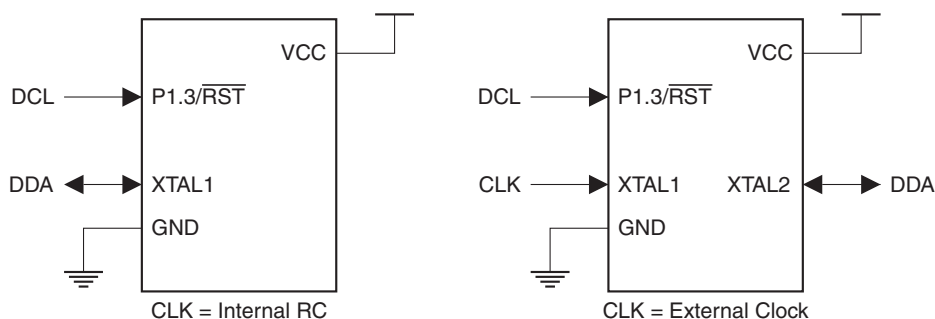 VCC
DCL P1.3/RST
DDA XTAL1
GND
CLK = Internal RC
VCC
DCL P1.3/RST
CLK XTAL1 XTAL2 DDA
GND
CLK = External Clock